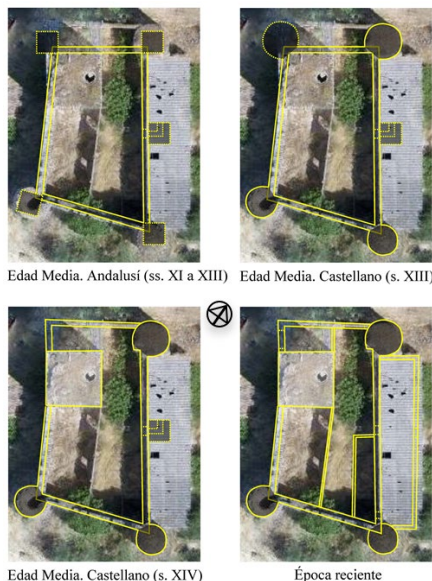 Edad Media. Andalusí (ss. XI a XIII)
Edad Media. Castellano (s. XIII)
Edad Media. Castellano (s. XIV)
Época reciente